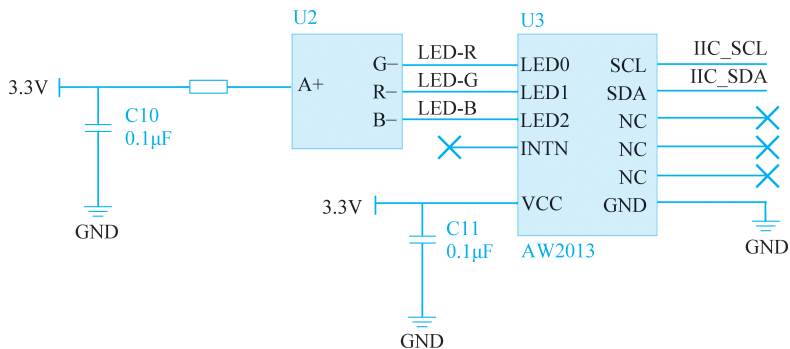 U2
U3
3.3V
A+
G−
R−
B−
LED-R
LED-G
LED-B
LED0
LED1
LED2
INTN
VCC
SCL
SDA
NC
NC
NC
GND
IIC_SCL
IIC_SDA
C10
0.1μF
GND
3.3V
C11
0.1μF
GND
AW2013
GND